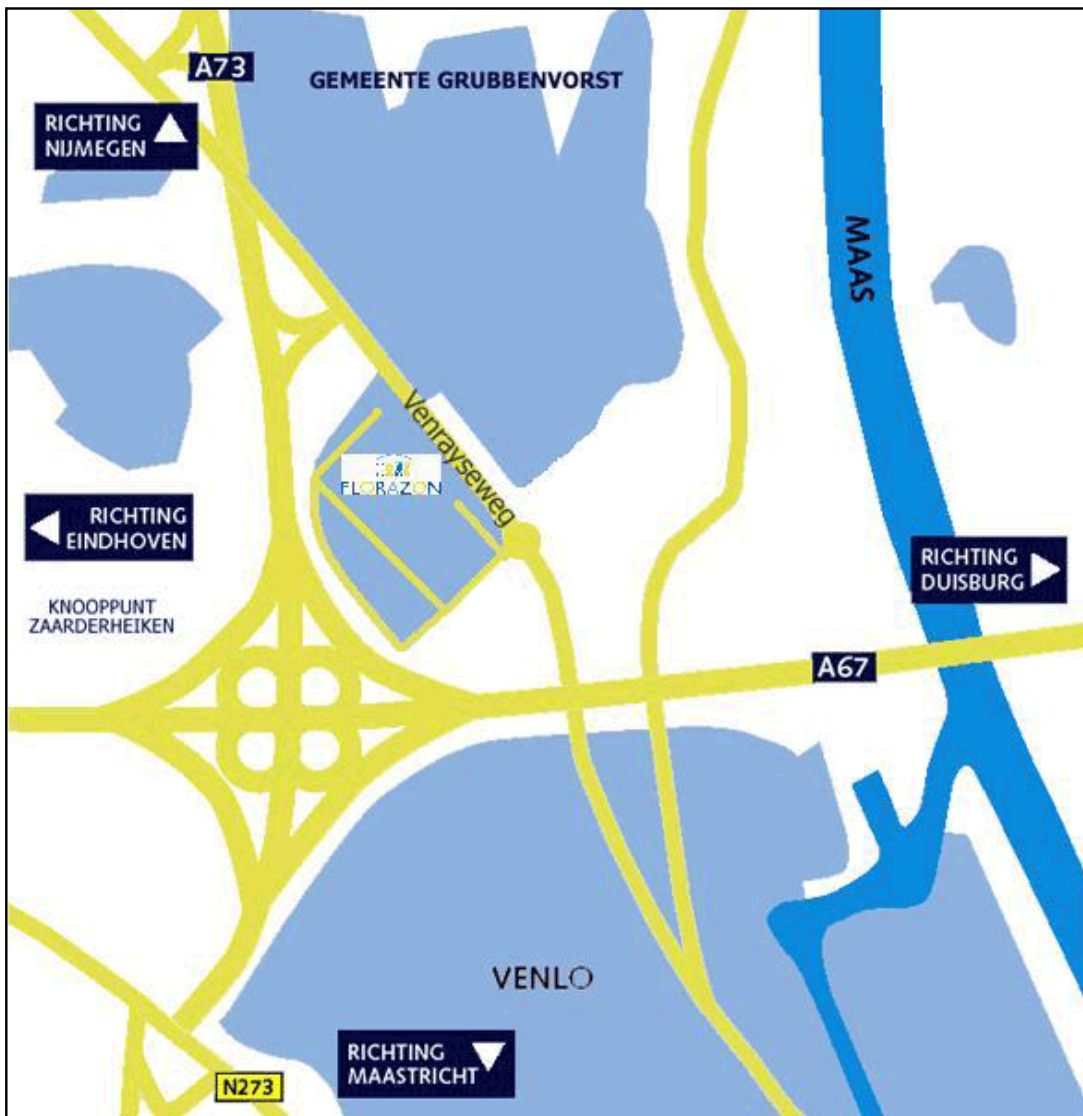 A73
GEMEENTE GRUBBENVORST
RICHTING
NIJMEGEN
MAAS
Venrayseweg
FLORAZON
RICHTING
EINDHOVEN
RICHTING
DUISBURG
KNOOPPUNT
ZAARDERHEIKEN
A67
VENLO
RICHTING
MAASTRICHT
N273